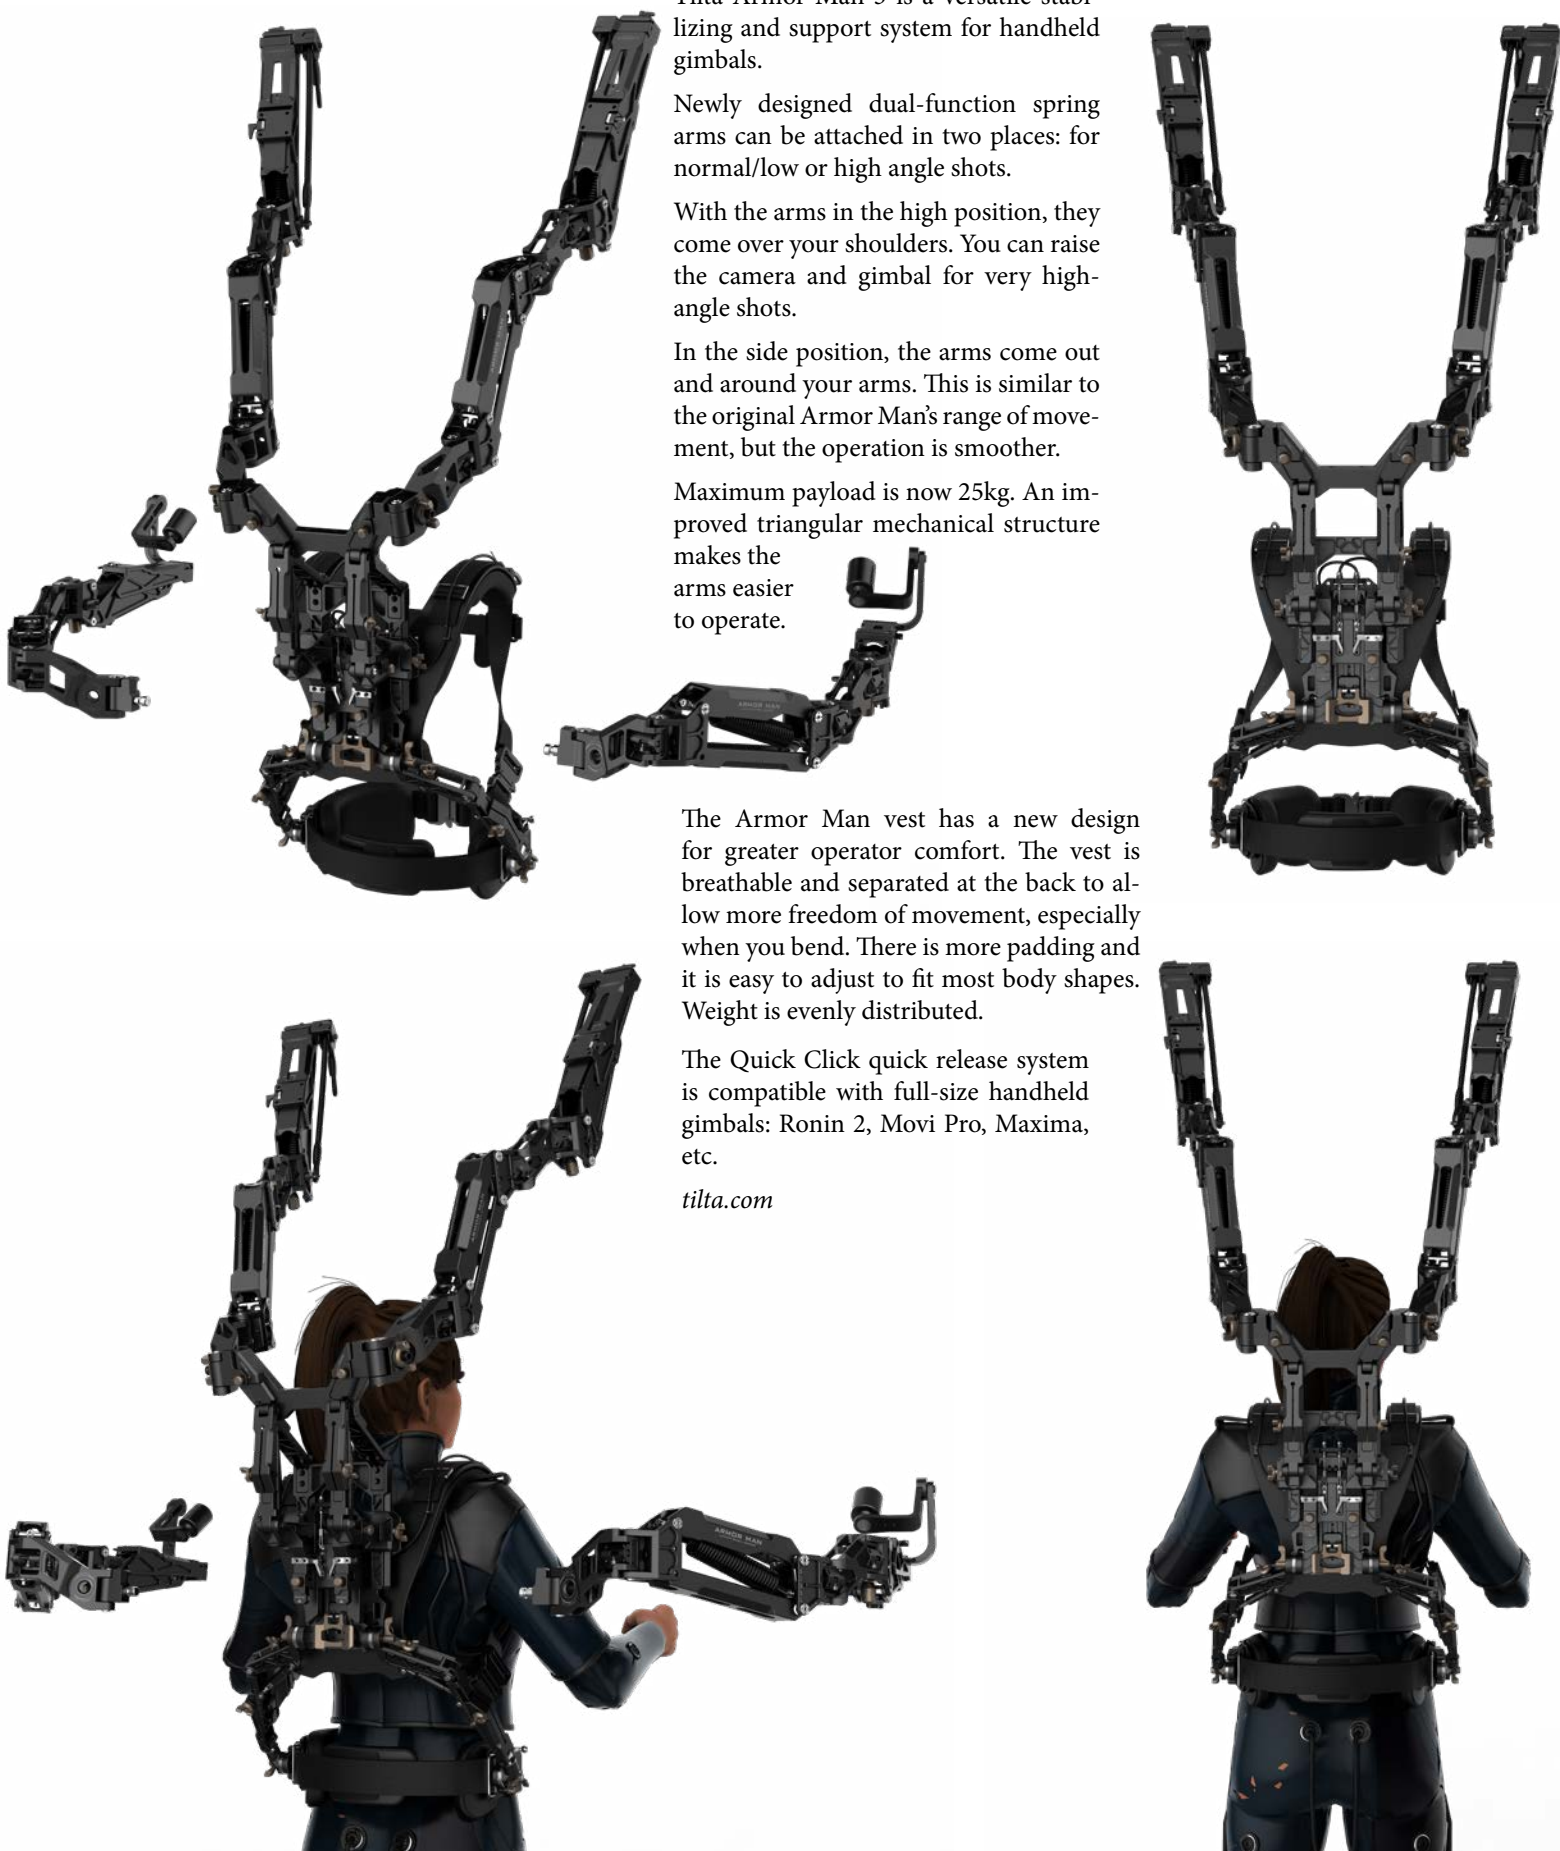 Tilta Armor Man 3 is a versatile stabi-
lizing and support system for handheld
gimbals.
Newly designed dual-function spring
arms can be attached in two places: for
normal/low or high angle shots.
With the arms in the high position, they
come over your shoulders. You can raise
the camera and gimbal for very high-
angle shots.
In the side position, the arms come out
and around your arms. This is similar to
the original Armor Man’s range of move-
ment, but the operation is smoother.
Maximum payload is now 25kg. An im-
proved triangular mechanical structure
makes the
arms easier
to operate.
ARMOR MAN
The Armor Man vest has a new design
for greater operator comfort. The vest is
breathable and separated at the back to al-
low more freedom of movement, especially
when you bend. There is more padding and
it is easy to adjust to fit most body shapes.
Weight is evenly distributed.
The Quick Click quick release system
is compatible with full-size handheld
gimbals: Ronin 2, Movi Pro, Maxima,
etc.
tilta.com
ARMOR MAN